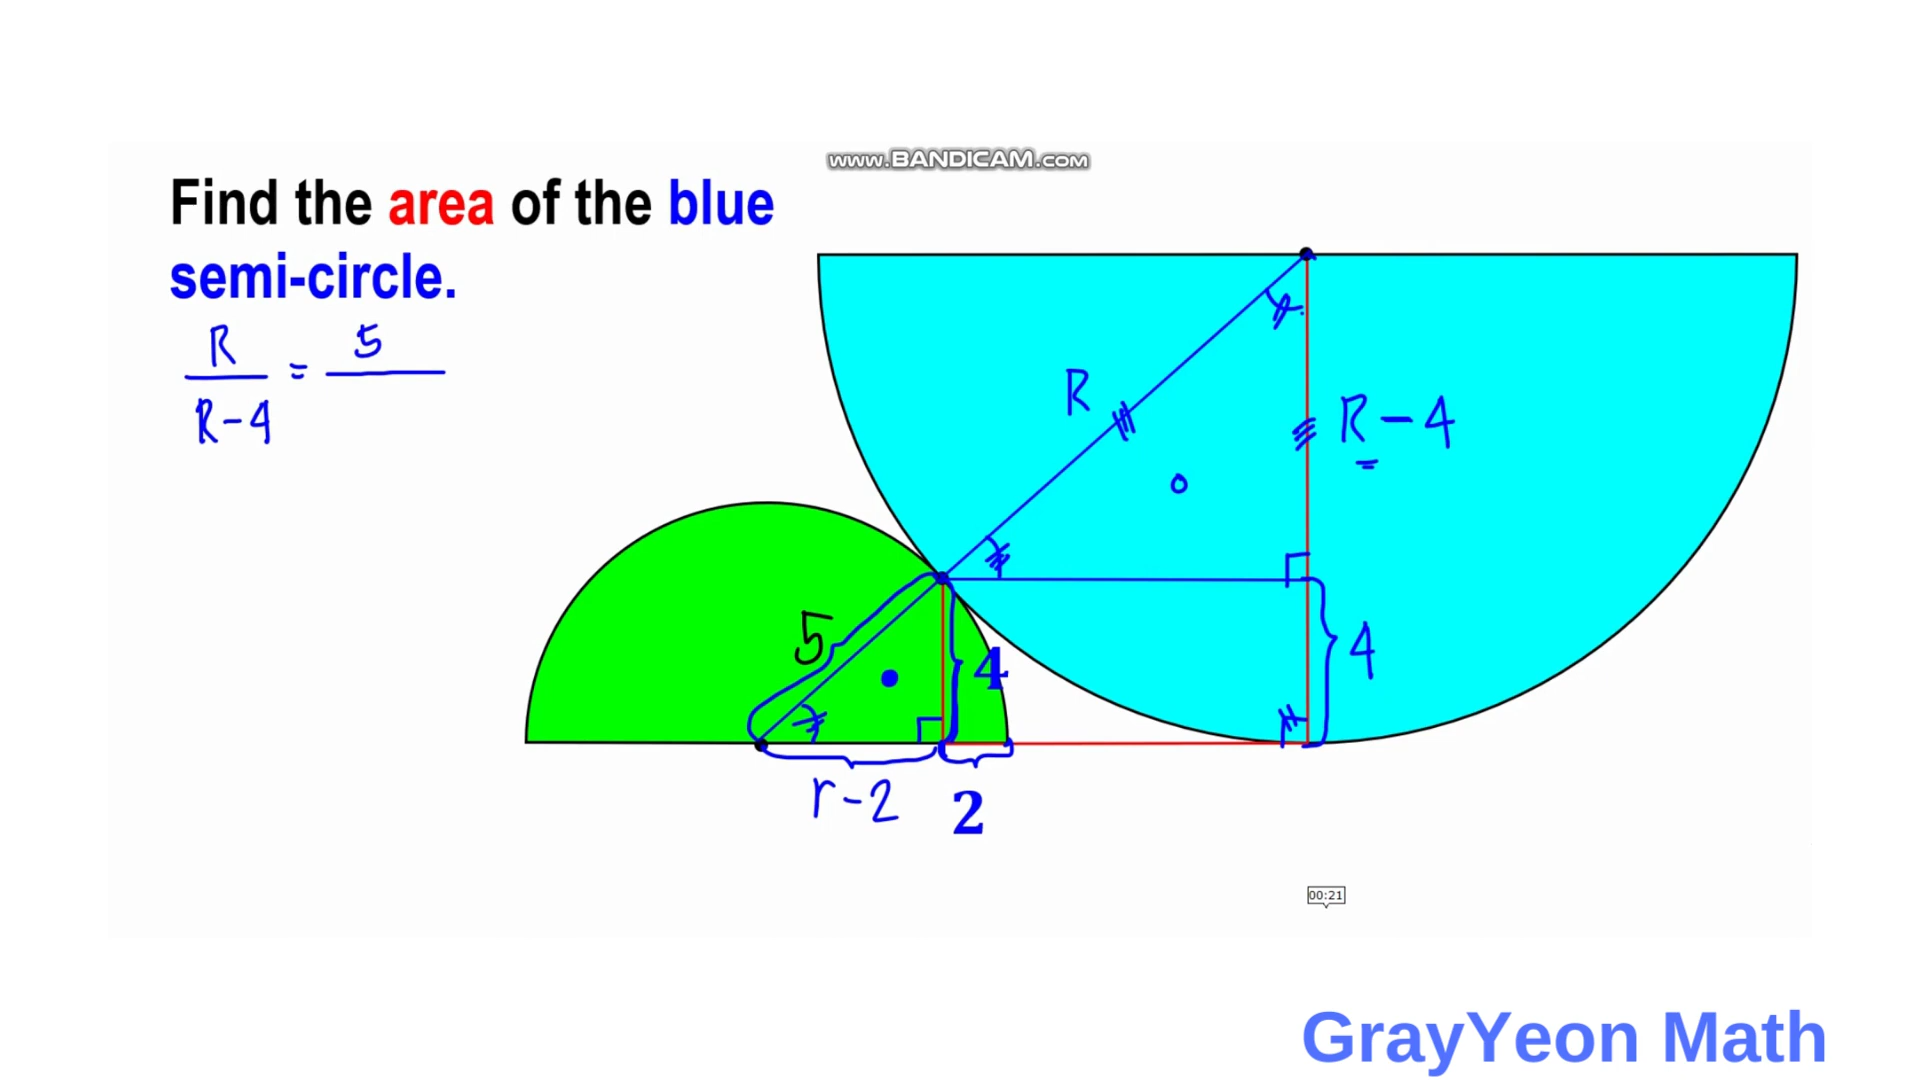 www.BANDICAM.com
Find the area of the blue
semi-circle.
R
R-4
=
5
R
R-4
5
4
4
r-2
2
00:21
GrayYeon Math